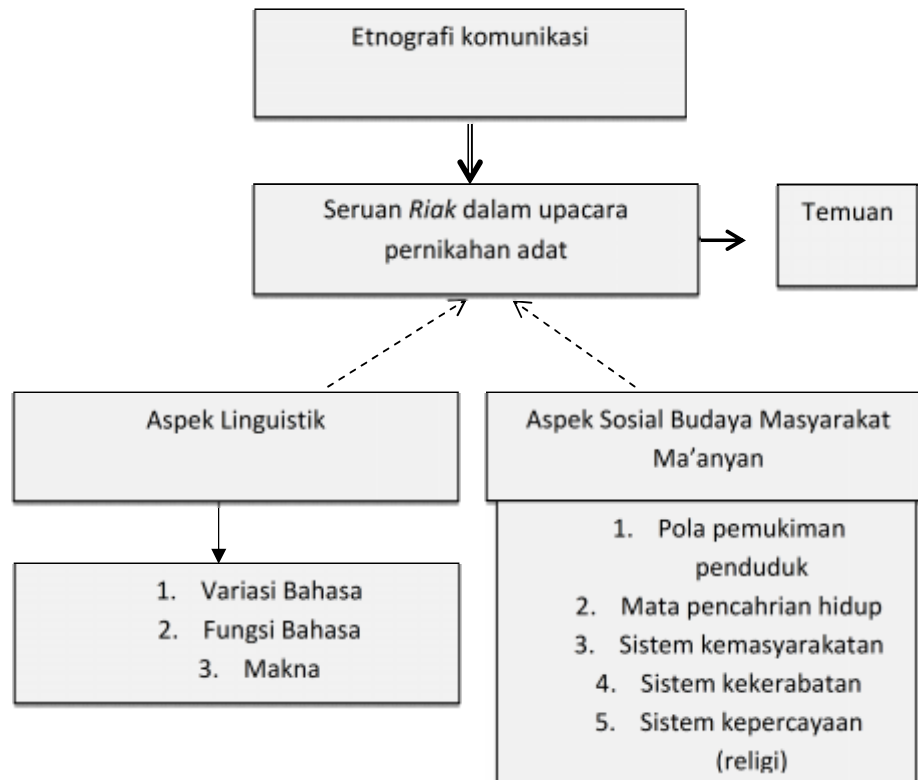 Etnografi komunikasi
Seruan Riak dalam upacara
pernikahan adat
Temuan
Aspek Linguistik
Aspek Sosial Budaya Masyarakat
Ma'anyan
1. Variasi Bahasa
2. Fungsi Bahasa
3. Makna
1. Pola pemukiman
penduduk
2. Mata pencahrian hidup
3. Sistem kemasyarakatan
4. Sistem kekerabatan
5. Sistem kepercayaan
(religi)